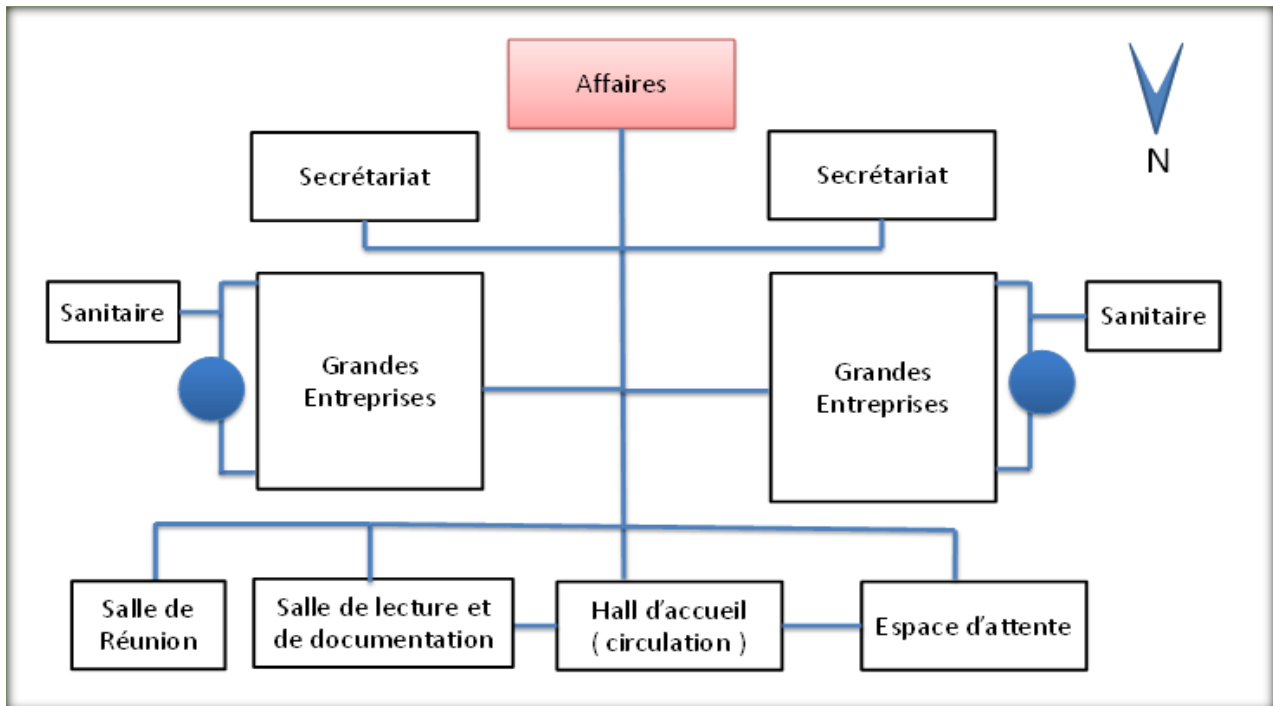 Affaires
N
Secrétariat
Secrétariat
Sanitaire
Grandes
Entreprises
Grandes
Entreprises
Sanitaire
Salle de
Réunion
Salle de lecture et
de documentation
Hall d'accueil
( circulation )
Espace d'attente